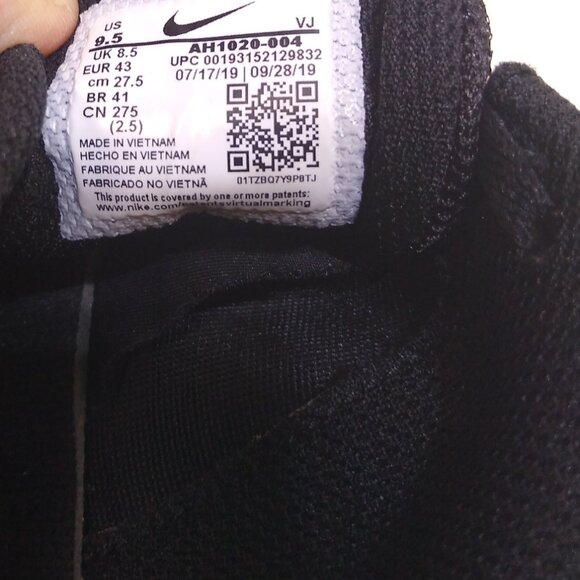 US VJ
9.5 AH1020-004
UK 8.5 UPC 00193152129832
EUR 43 07/17/19 | 09/28/19
cm 27.5
BR 41
CN 275
(2.5)
MADE IN VIETNAM
HECHO EN VIETNAM
FABRIQUE AU VIETNAM
FABRICADO NO VIETNÃ
01TZBQ7Y9P8TJ
This product is covered by one or more patents:
www.nike.com/patentsvirtualmarking